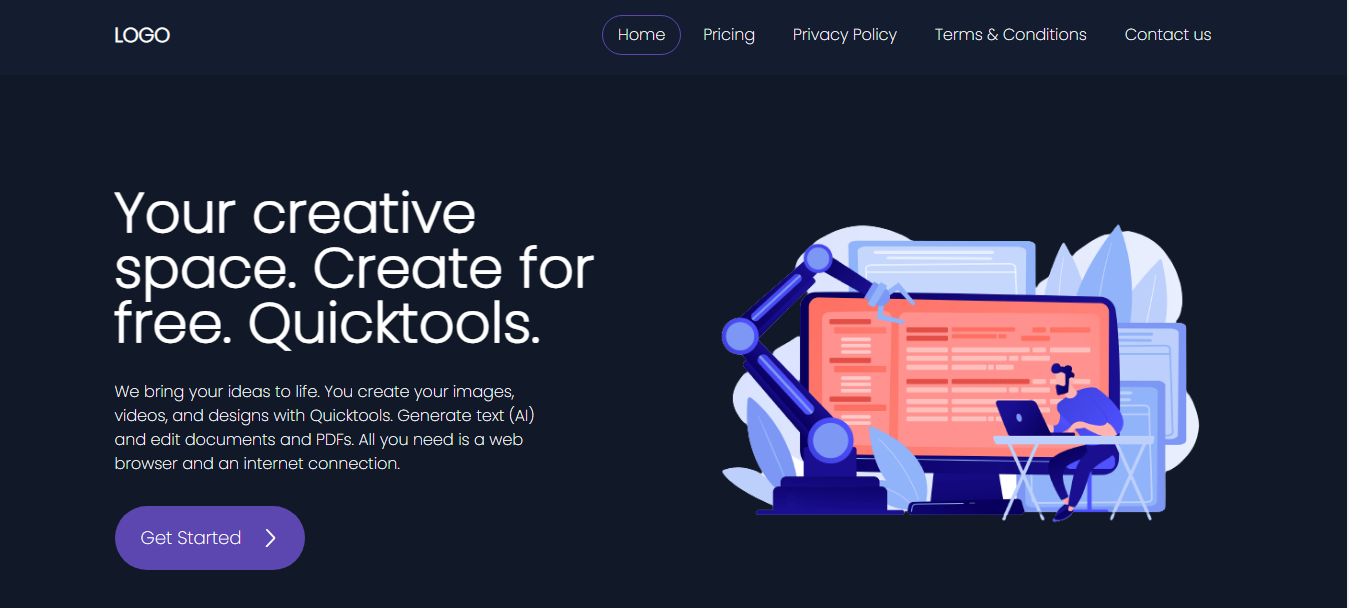 LOGO
Home
Pricing
Privacy Policy
Terms & Conditions
Contact us
Your creative
space. Create for
free. Quicktools.
We bring your ideas to life. You create your images,
videos, and designs with Quicktools. Generate text (AI)
and edit documents and PDFs. All you need is a web
browser and an internet connection.
Get Started